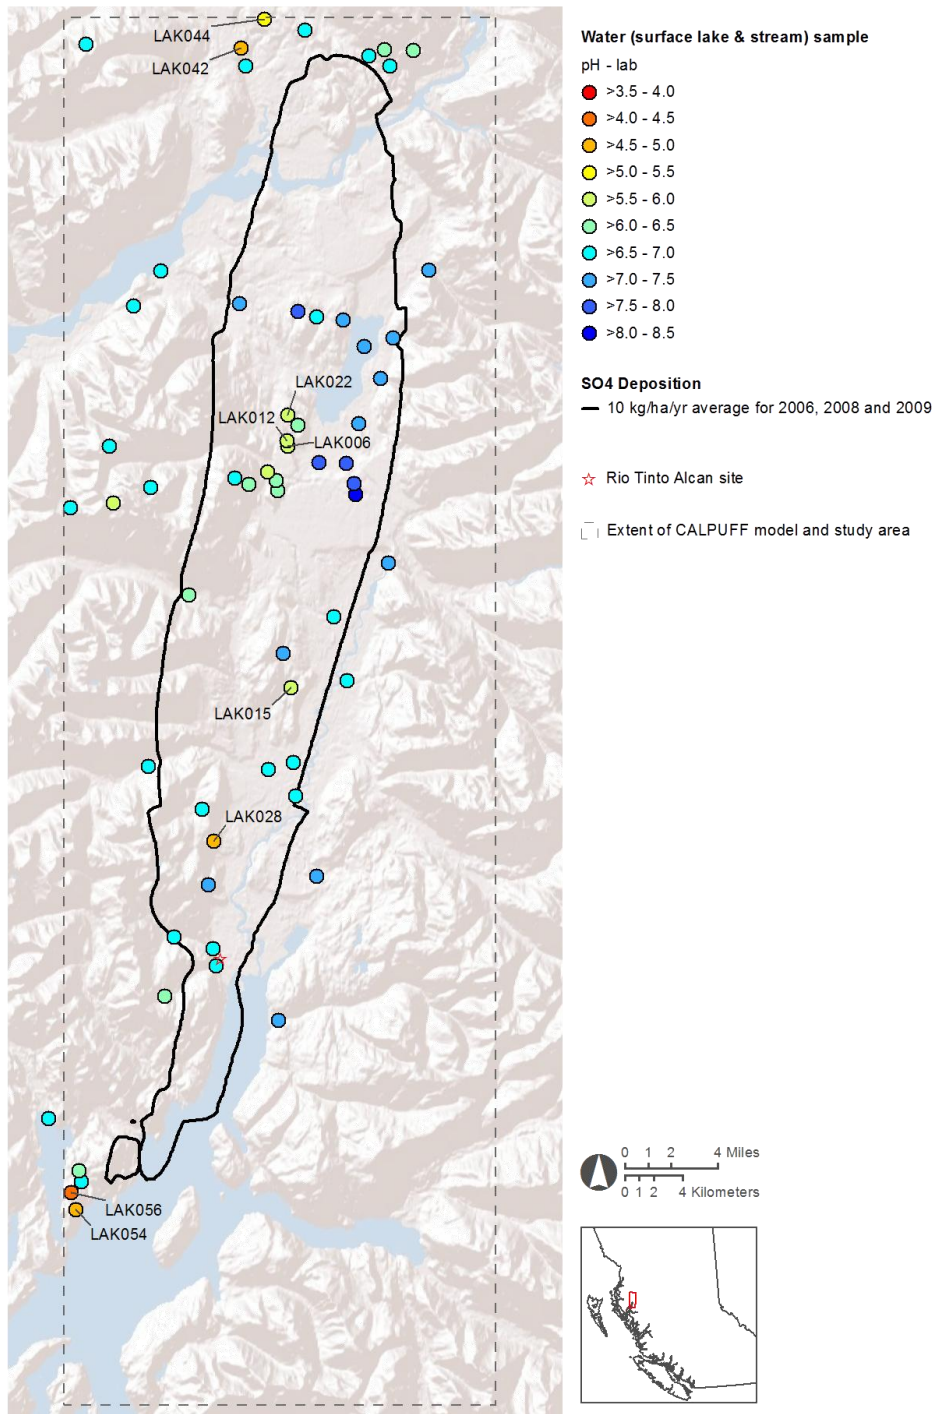 LAK044
LAK042
LAK022
LAK012
LAK006
LAK015
LAK028
LAK056
LAK054
Water (surface lake & stream) sample
pH - lab
>3.5 - 4.0
>4.0 - 4.5
>4.5 - 5.0
>5.0 - 5.5
>5.5 - 6.0
>6.0 - 6.5
>6.5 - 7.0
>7.0 - 7.5
>7.5 - 8.0
>8.0 - 8.5
SO4 Deposition
10 kg/ha/yr average for 2006, 2008 and 2009
Rio Tinto Alcan site
Extent of CALPUFF model and study area
0 1 2 4 Miles
0 1 2 4 Kilometers